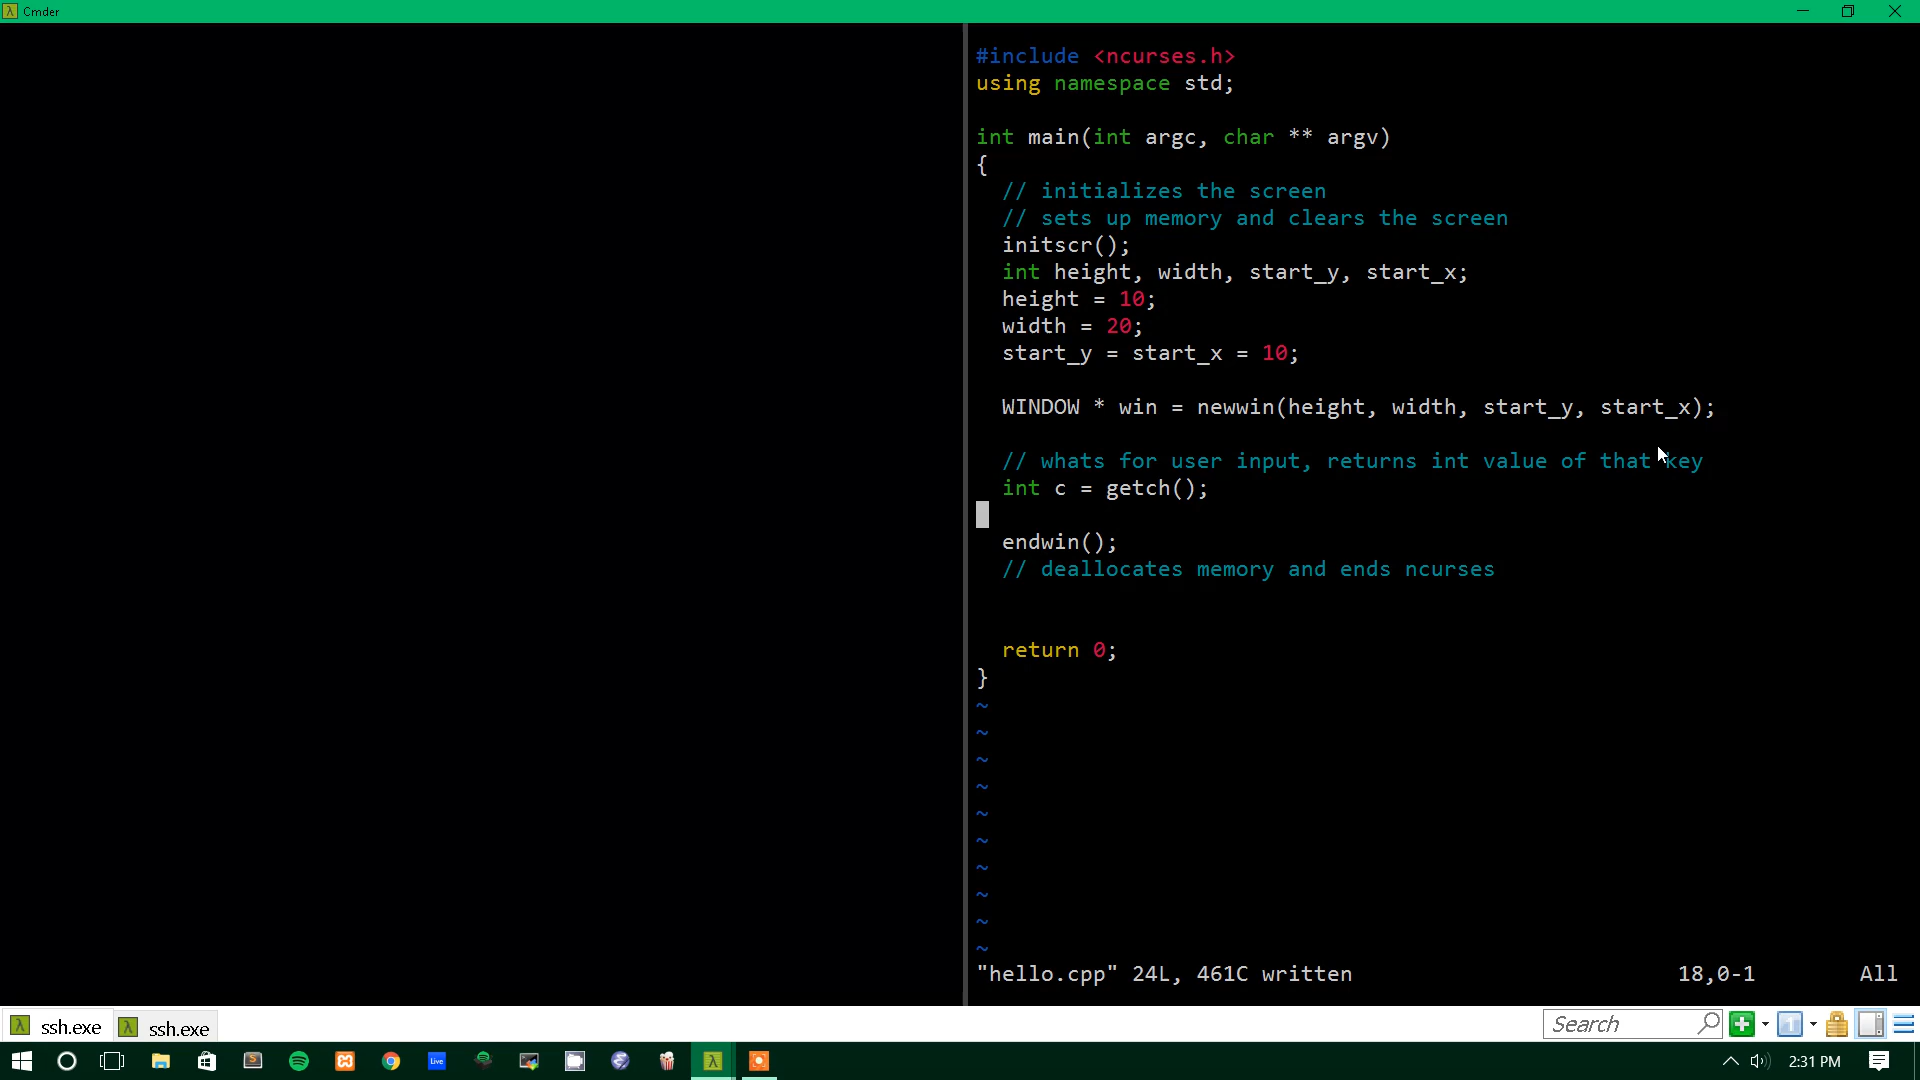 Cmder
#include <ncurses.h>
using namespace std;
int main(int argc, char ** argv)
{
// initializes the screen
// sets up memory and clears the screen
initscr();
int height, width, start_y, start_x;
height = 10;
width = 20;
start_y = start_x = 10;
WINDOW * win = newwin(height, width, start_y, start_x);
// whats for user input, returns int value of that key
int c = getch();
endwin();
// deallocates memory and ends ncurses
return 0;
}
~
~
~
~
~
~
~
~
~
~
"hello.cpp" 24L, 461C written 18,0-1 All
ssh.exe ssh.exe Search
Live 2:31 PM